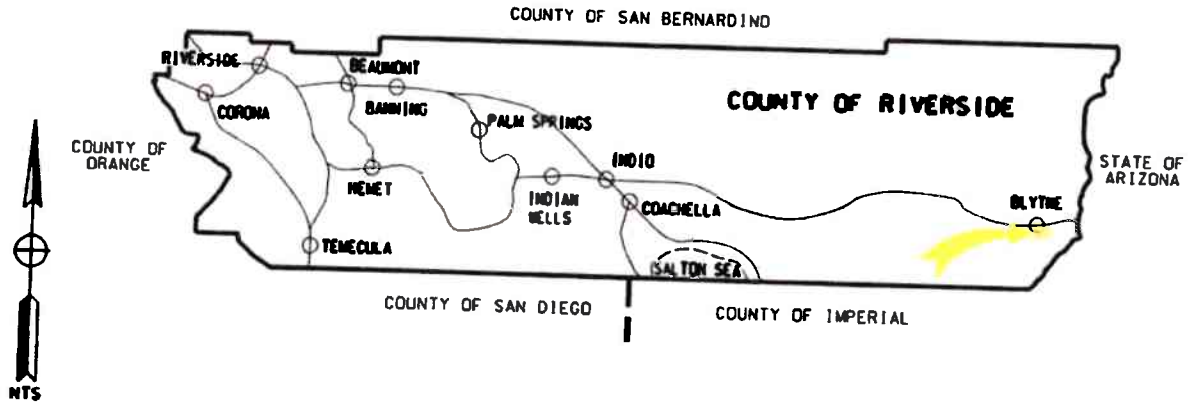 COUNTY OF SAN BERNARDINO
RIVERSIDE
BEAUMONT
CORONA
BANNING
COUNTY OF RIVERSIDE
PALM SPRINGS
COUNTY OF
ORANGE
HEMET
INDIO
STATE OF
ARIZONA
INDIAN
WELLS
COACHELLA
BLYTHE
TEMECULA
SALTON SEA
COUNTY OF SAN DIEGO
COUNTY OF IMPERIAL
NTS